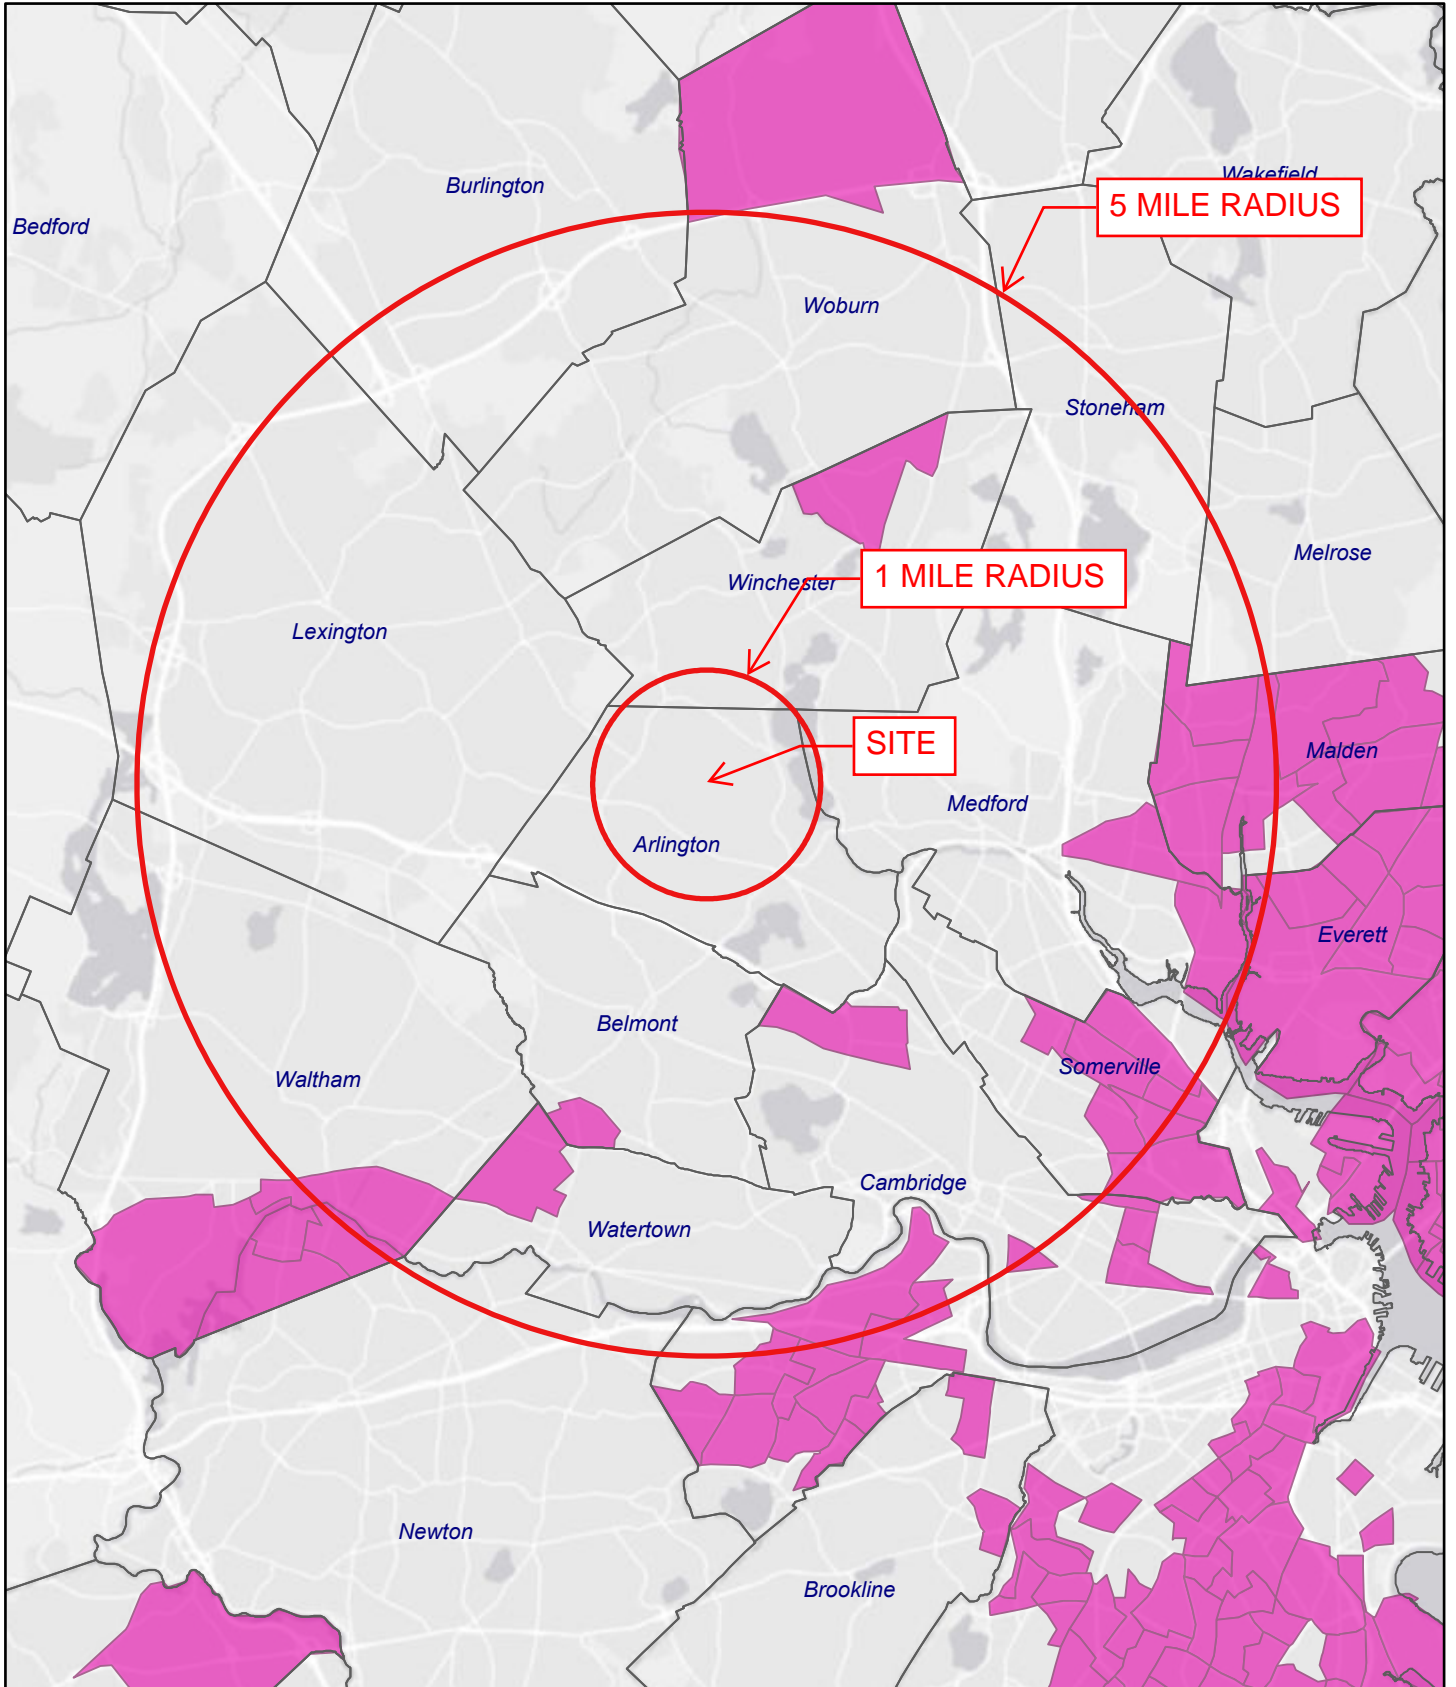 Burlington
Wakefield
5 MILE RADIUS
Bedford
Woburn
Stoneham
Melrose
Winchester
1 MILE RADIUS
Lexington
SITE
Malden
Medford
Arlington
Everett
Belmont
Somerville
Waltham
Cambridge
Watertown
Newton
Brookline